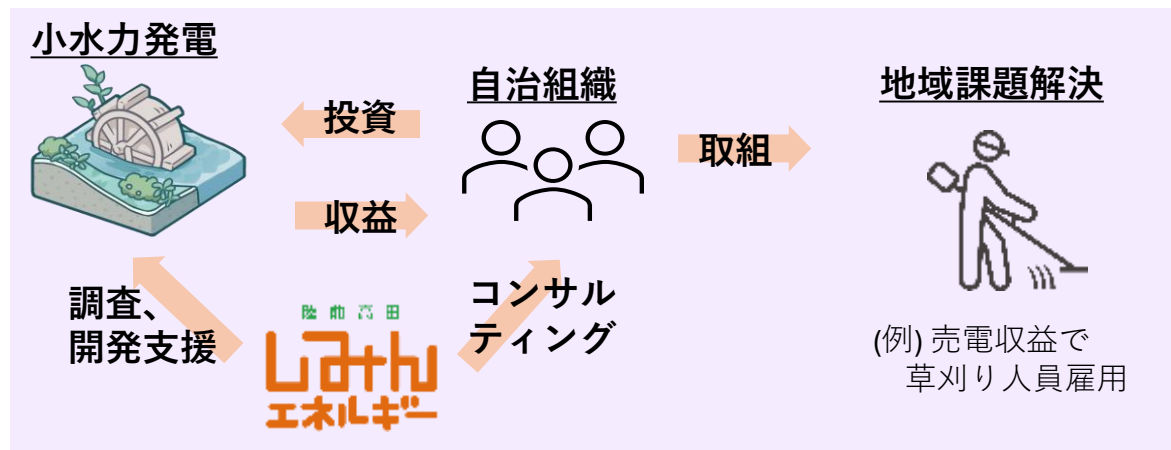 小水力発電
投資
収益
自治組織
取組
地域課題解決
調査、
開発支援
陸前高田
しみんエネルギー
コンサル
ティング
(例) 売電収益で
草刈り人員雇用